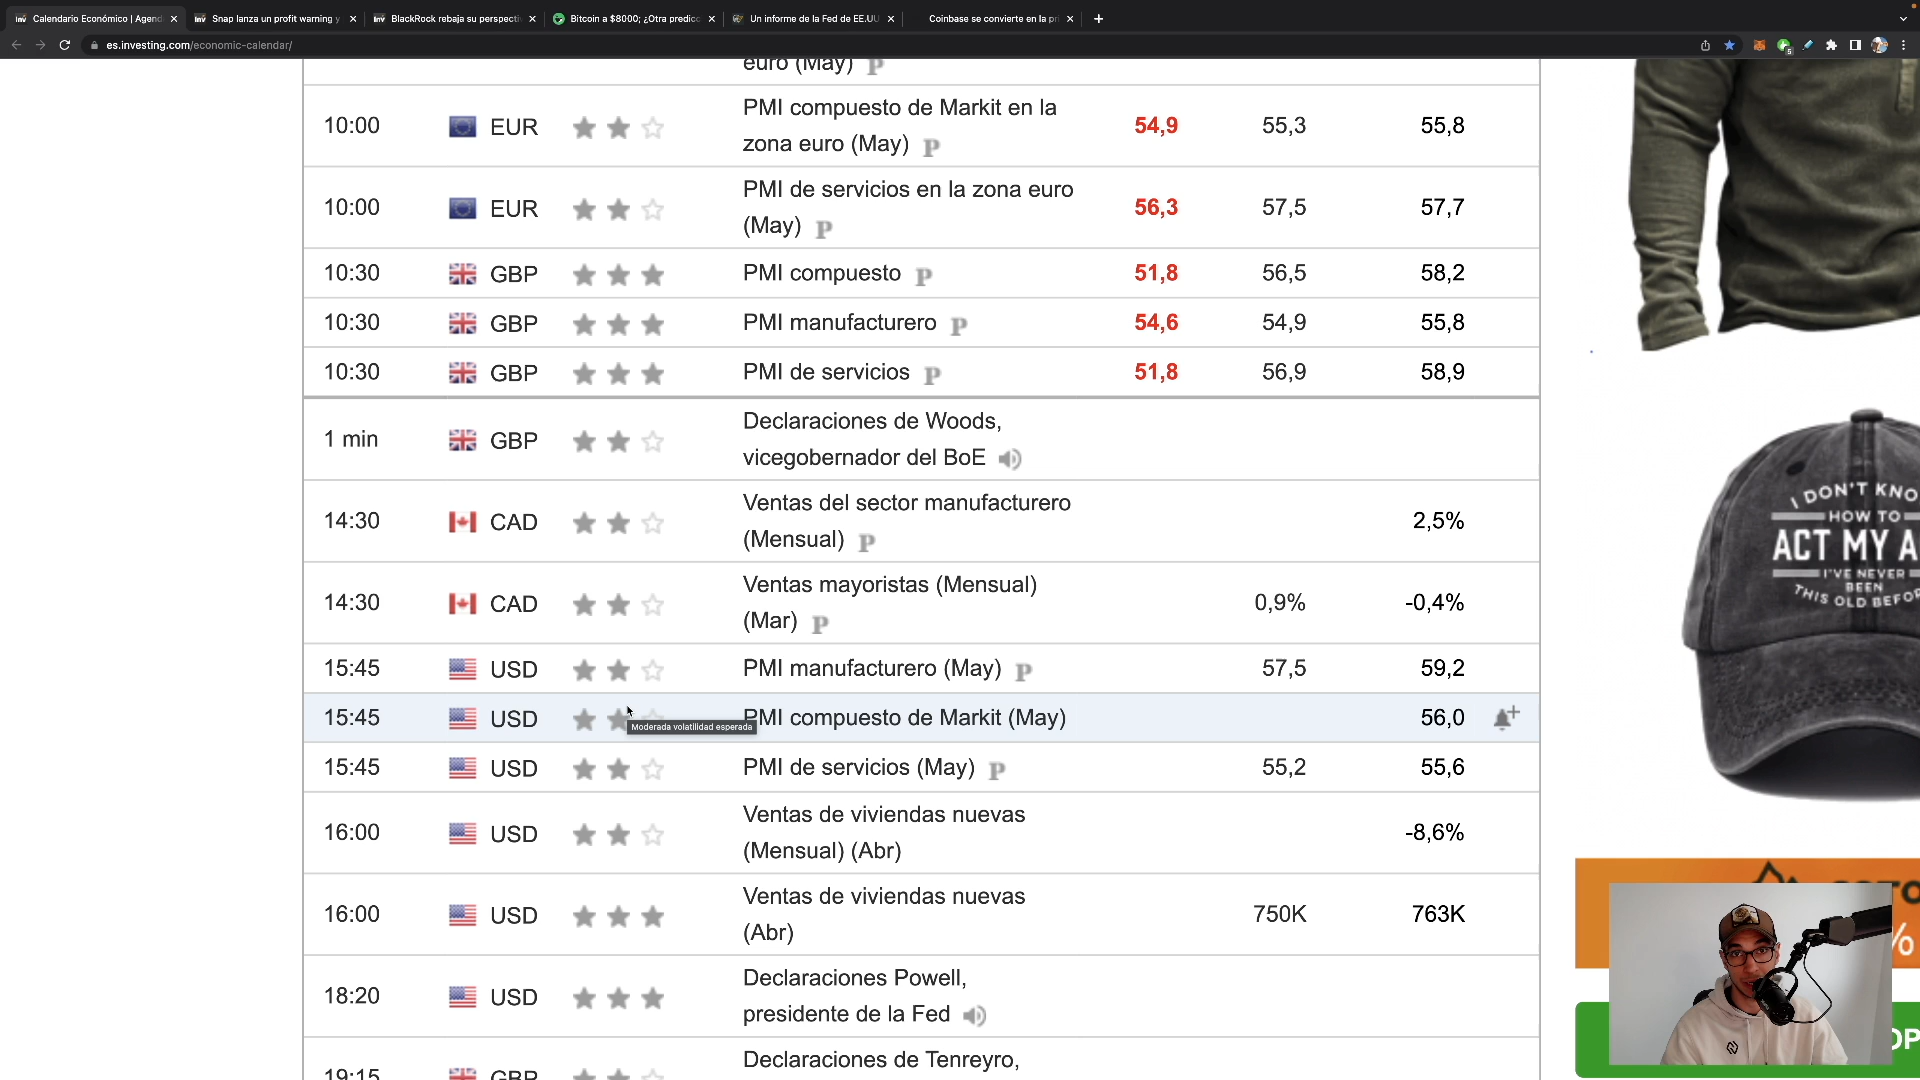 Calendario Económico | Agend
Snap lanza un profit warning y
BlackRock rebaja su perspecti
Bitcoin a $8000; ¿Otra predicc
Un informe de la Fed de EE.UU
Coinbase se convierte en la pr
es.investing.com/economic-calendar/
euro (May) P
10:00 EUR PMI compuesto de Markit en la 54,9 55,3 55,8
zona euro (May) P
10:00 EUR PMI de servicios en la zona euro 56,3 57,5 57,7
(May) P
10:30 GBP PMI compuesto P 51,8 56,5 58,2
10:30 GBP PMI manufacturero P 54,6 54,9 55,8
10:30 GBP PMI de servicios P 51,8 56,9 58,9
1 min GBP Declaraciones de Woods,
vicegobernador del BoE
14:30 CAD Ventas del sector manufacturero 2,5%
(Mensual) P
14:30 CAD Ventas mayoristas (Mensual) 0,9% -0,4%
(Mar) P
15:45 USD PMI manufacturero (May) P 57,5 59,2
15:45 USD PMI compuesto de Markit (May) 56,0
Moderada volatilidad esperada
15:45 USD PMI de servicios (May) P 55,2 55,6
16:00 USD Ventas de viviendas nuevas -8,6%
(Mensual) (Abr)
16:00 USD Ventas de viviendas nuevas 750K 763K
(Abr)
18:20 USD Declaraciones Powell,
presidente de la Fed
19:15 GBP Declaraciones de Tenreyro,
I DON'T KNO
HOW TO
ACT MY A
I'VE NEVER
BEEN
THIS OLD BEFOR
%
OP